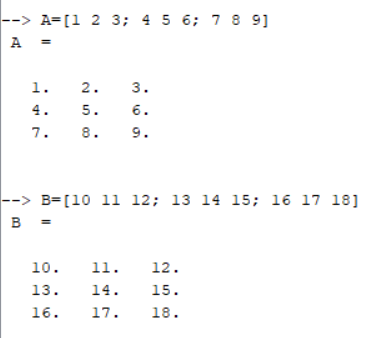 --> A=[1 2 3; 4 5 6; 7 8 9]
A  =
1.   2.   3.
4.   5.   6.
7.   8.   9.
--> B=[10 11 12; 13 14 15; 16 17 18]
B  =
10.   11.   12.
13.   14.   15.
16.   17.   18.